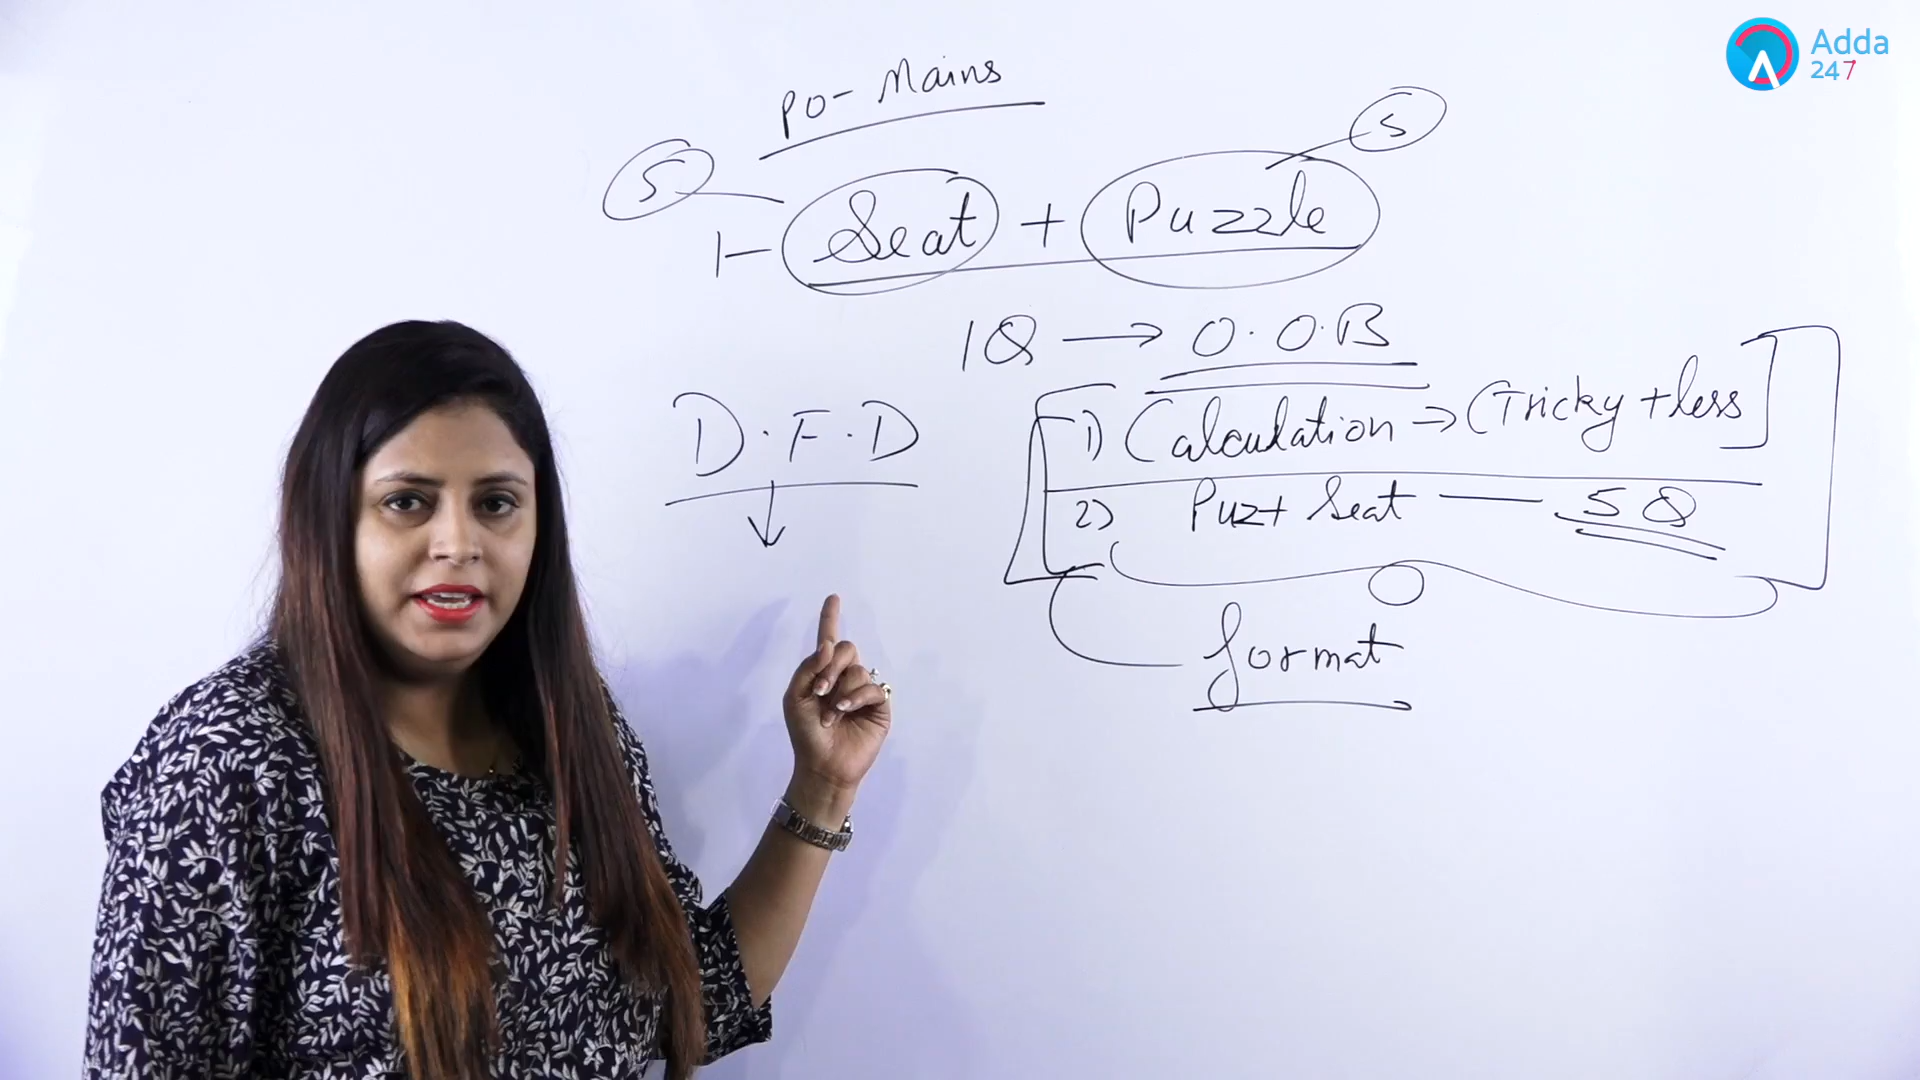 Adda
247
PO- Mains
5
5
1- Seat + Puzzle
1Q → O.O.B
D.F.D
1) Calculation → (Tricky + less
2) Puz + Seat — 5Q
format